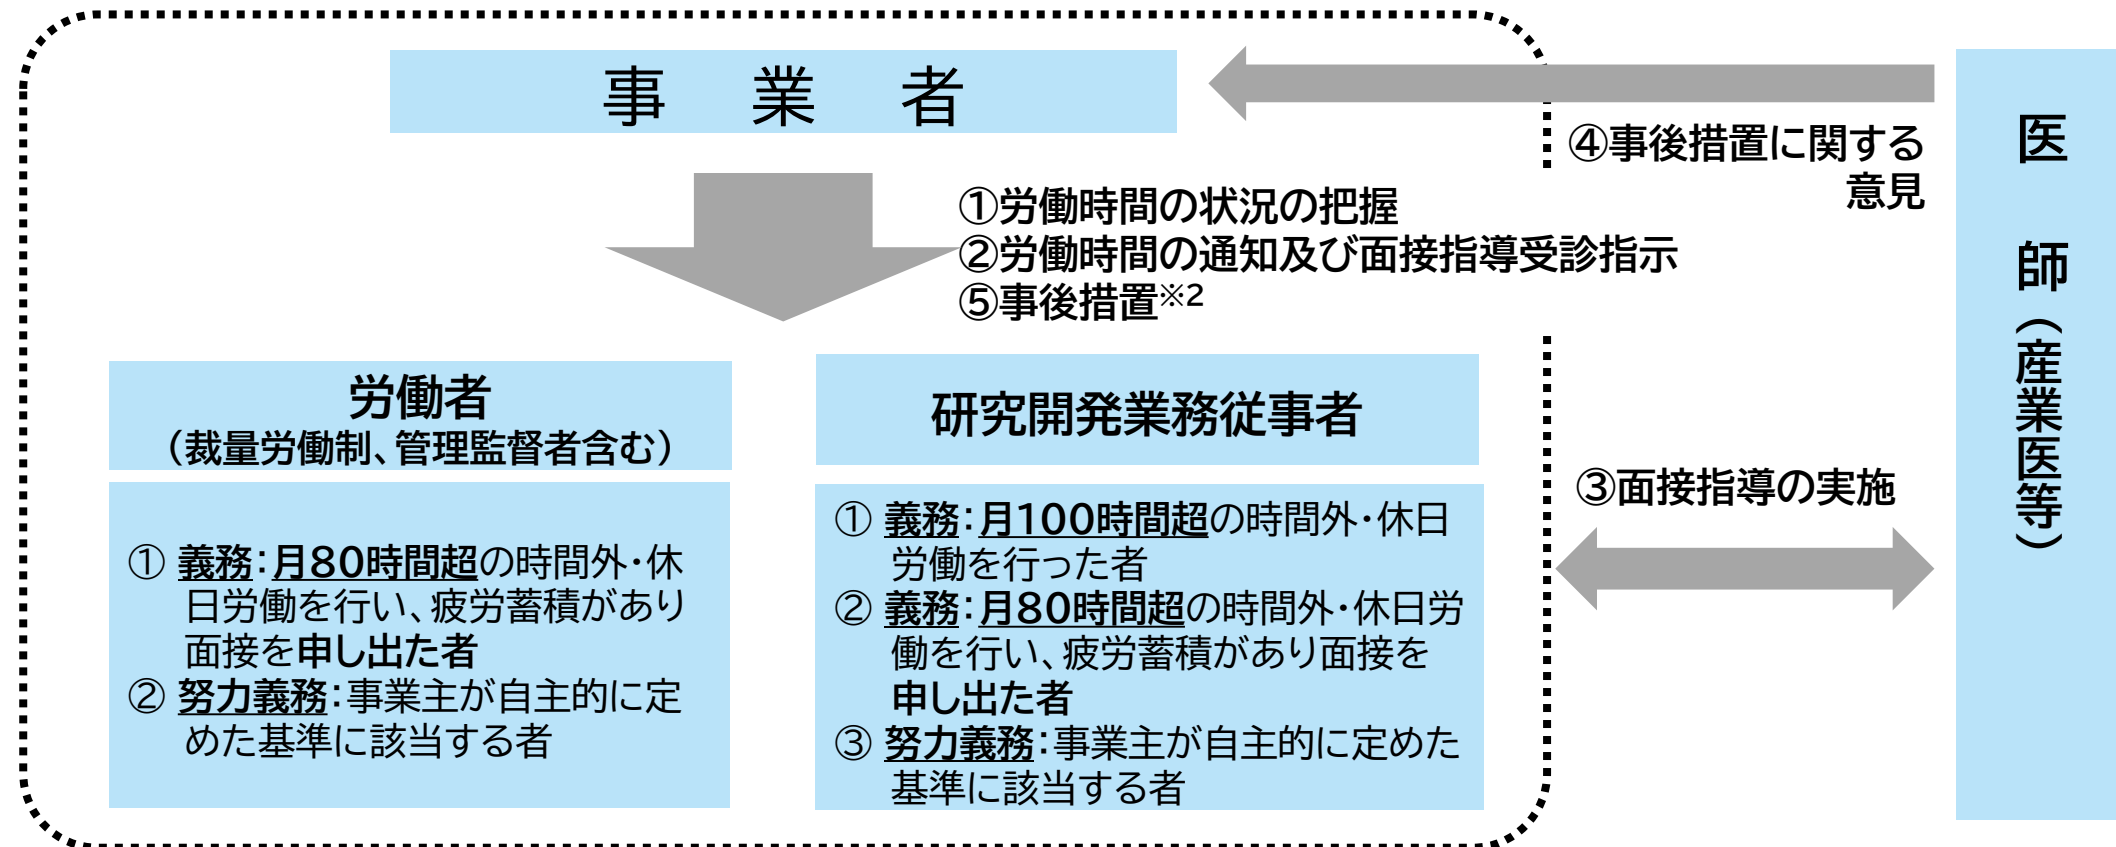 事　業　者
④事後措置に関する
意見
①労働時間の状況の把握
②労働時間の通知及び面接指導受診指示
⑤事後措置※2
労働者
（裁量労働制、管理監督者含む）
① 義務：月80時間超の時間外・休
日労働を行い、疲労蓄積があり
面接を申し出た者
② 努力義務：事業主が自主的に定
めた基準に該当する者
研究開発業務従事者
① 義務：月100時間超の時間外・休日
労働を行った者
② 義務：月80時間超の時間外・休日労
働を行い、疲労蓄積があり面接を
申し出た者
③ 努力義務：事業主が自主的に定めた
基準に該当する者
③面接指導の実施
医　師（産業医等）